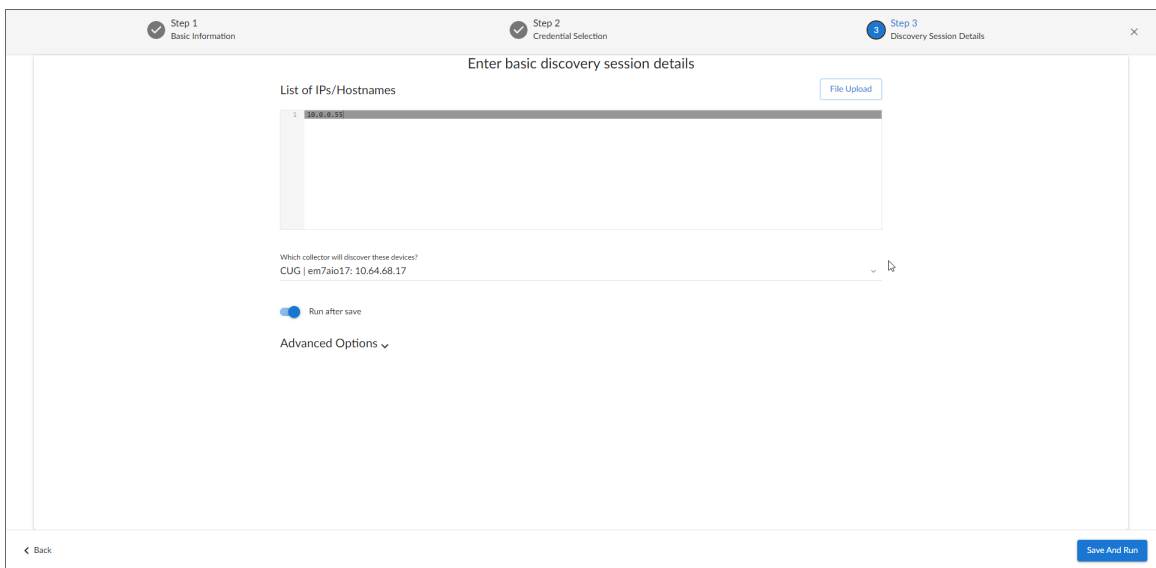 Step 1
Basic Information
Step 2
Credential Selection
3
Step 3
Discovery Session Details
Enter basic discovery session details
List of IPs/Hostnames
File Upload
1 10.0.0.55
Which collector will discover these devices?
CUG | em7aio17: 10.64.68.17
Run after save
Advanced Options
Back
Save And Run